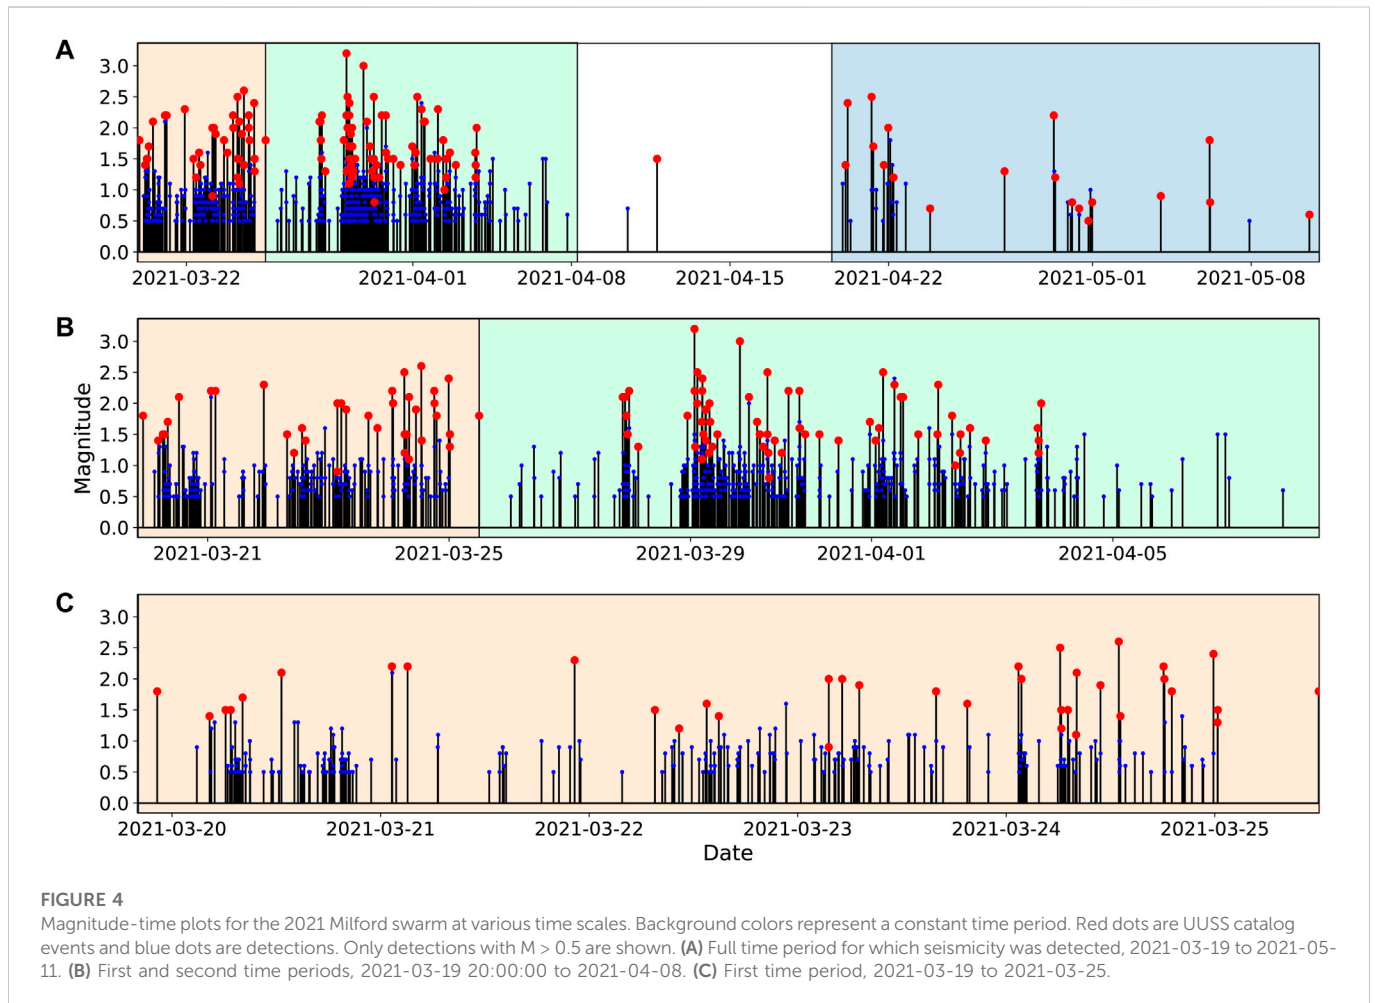 A
3.0
2.5
2.0
1.5
1.0
0.5
0.0
2021-03-22 2021-04-01 2021-04-08 2021-04-15 2021-04-22 2021-05-01 2021-05-08
B
3.0
2.5
2.0
1.5
1.0
0.5
0.0
Magnitude
2021-03-21 2021-03-25 2021-03-29 2021-04-01 2021-04-05
C
3.0
2.5
2.0
1.5
1.0
0.5
0.0
2021-03-20 2021-03-21 2021-03-22 2021-03-23 2021-03-24 2021-03-25
Date
FIGURE 4
Magnitude-time plots for the 2021 Milford swarm at various time scales. Background colors represent a constant time period. Red dots are UUSS catalog
events and blue dots are detections. Only detections with M > 0.5 are shown. (A) Full time period for which seismicity was detected, 2021-03-19 to 2021-05-
11. (B) First and second time periods, 2021-03-19 20:00:00 to 2021-04-08. (C) First time period, 2021-03-19 to 2021-03-25.